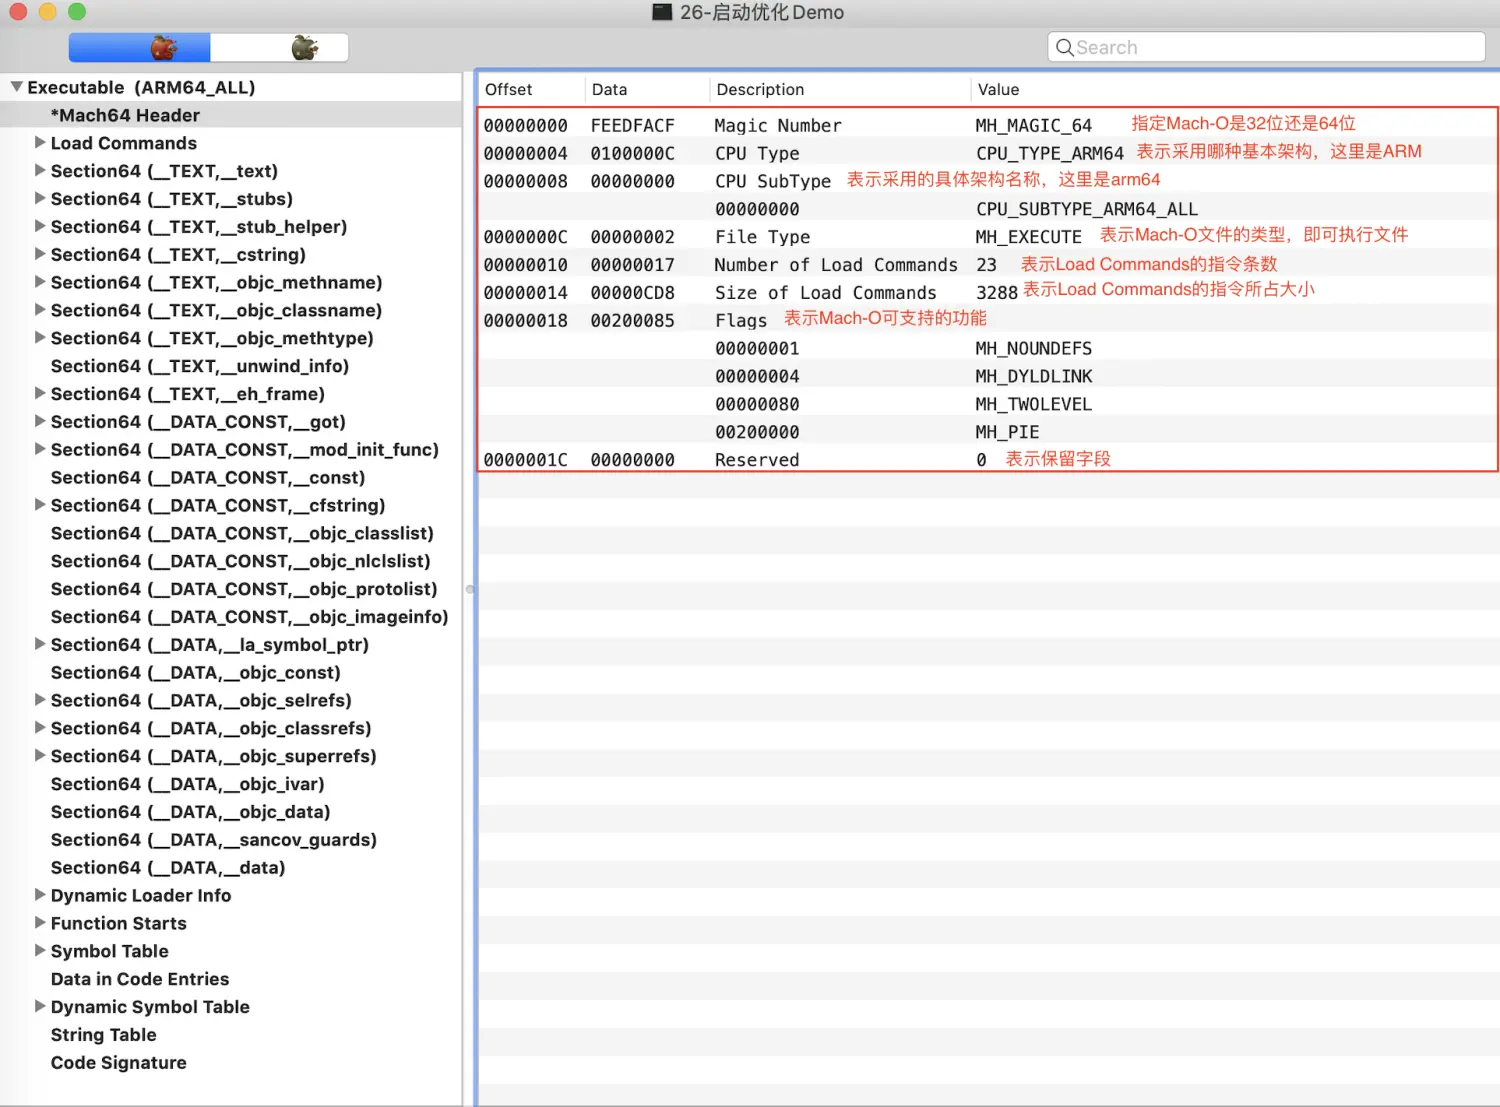 26-启动优化Demo
Search
Executable (ARM64_ALL)
*Mach64 Header
Load Commands
Section64 (__TEXT,__text)
Section64 (__TEXT,__stubs)
Section64 (__TEXT,__stub_helper)
Section64 (__TEXT,__cstring)
Section64 (__TEXT,__objc_methname)
Section64 (__TEXT,__objc_classname)
Section64 (__TEXT,__objc_methtype)
Section64 (__TEXT,__unwind_info)
Section64 (__TEXT,__eh_frame)
Section64 (__DATA_CONST,__got)
Section64 (__DATA_CONST,__mod_init_func)
Section64 (__DATA_CONST,__const)
Section64 (__DATA_CONST,__cfstring)
Section64 (__DATA_CONST,__objc_classlist)
Section64 (__DATA_CONST,__objc_nlclslist)
Section64 (__DATA_CONST,__objc_protolist)
Section64 (__DATA_CONST,__objc_imageinfo)
Section64 (__DATA,__la_symbol_ptr)
Section64 (__DATA,__objc_const)
Section64 (__DATA,__objc_selrefs)
Section64 (__DATA,__objc_classrefs)
Section64 (__DATA,__objc_superrefs)
Section64 (__DATA,__objc_ivar)
Section64 (__DATA,__objc_data)
Section64 (__DATA,__sancov_guards)
Section64 (__DATA,__data)
Dynamic Loader Info
Function Starts
Symbol Table
Data in Code Entries
Dynamic Symbol Table
String Table
Code Signature
Offset Data Description Value
00000000 FEEDFACF Magic Number MH_MAGIC_64 指定Mach-O是32位还是64位
00000004 0100000C CPU Type CPU_TYPE_ARM64 表示采用哪种基本架构，这里是ARM
00000008 00000000 CPU SubType 表示采用的具体架构名称，这里是arm64
00000000 CPU_SUBTYPE_ARM64_ALL
0000000C 00000002 File Type MH_EXECUTE 表示Mach-O文件的类型，即可执行文件
00000010 00000017 Number of Load Commands 23 表示Load Commands的指令条数
00000014 00000CD8 Size of Load Commands 3288 表示Load Commands的指令所占大小
00000018 00200085 Flags 表示Mach-O可支持的功能
00000001 MH_NOUNDEFS
00000004 MH_DYLDLINK
00000080 MH_TWOLEVEL
00200000 MH_PIE
0000001C 00000000 Reserved 0 表示保留字段